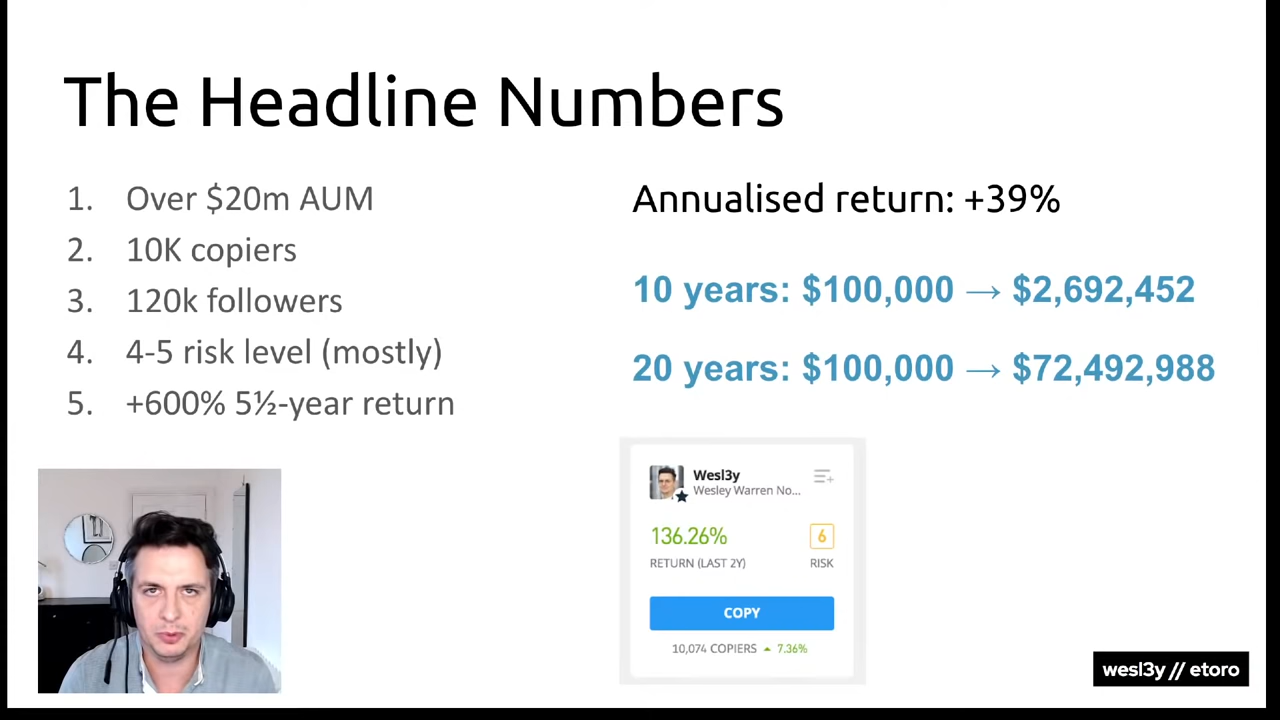 The Headline Numbers
1. Over $20m AUM
2. 10K copiers
3. 120k followers
4. 4-5 risk level (mostly)
5. +600% 5½-year return
Annualised return: +39%
10 years: $100,000 → $2,692,452
20 years: $100,000 → $72,492,988
Wesl3y
Wesley Warren No...
136.26%
6
RETURN (LAST 2Y)
RISK
COPY
10,074 COPIERS ▲ 7.36%
wesl3y // etoro